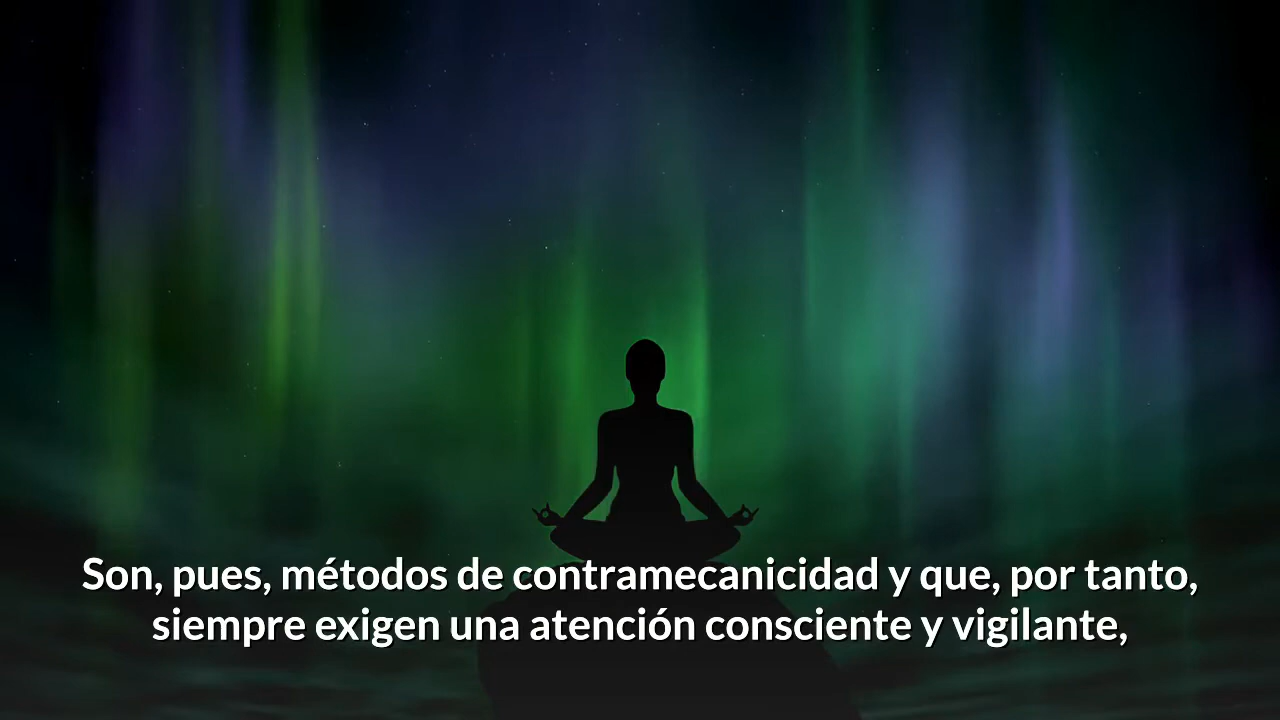 Son, pues, métodos de contramecanicidad y que, por tanto,
siempre exigen una atención consciente y vigilante,